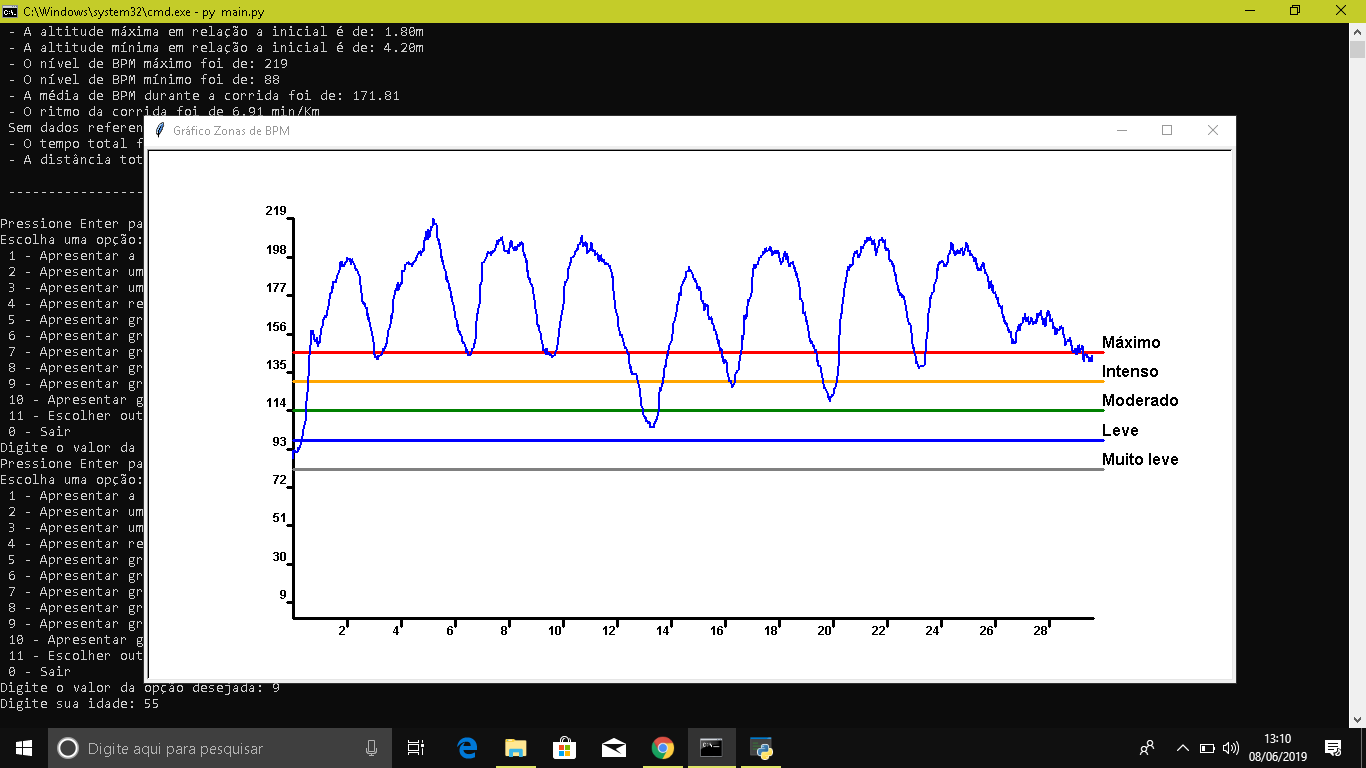 C:\Windows\system32\cmd.exe - py main.py
- A altitude máxima em relação a inicial é de: 1.80m
- A altitude mínima em relação a inicial é de: 4.20m
- O nível de BPM máximo foi de: 219
- O nível de BPM mínimo foi de: 88
- A média de BPM durante a corrida foi de: 171.81
- O ritmo da corrida foi de 6.91 min/Km
Sem dados referen
- O tempo total f
- A distância tot
-----------------
Pressione Enter pa
Escolha uma opção:
1 - Apresentar a
2 - Apresentar um
3 - Apresentar um
4 - Apresentar re
5 - Apresentar gr
6 - Apresentar gr
7 - Apresentar gr
8 - Apresentar gr
9 - Apresentar gr
10 - Apresentar g
11 - Escolher out
0 - Sair
Digite o valor da
Pressione Enter pa
Escolha uma opção:
1 - Apresentar a
2 - Apresentar um
3 - Apresentar um
4 - Apresentar re
5 - Apresentar gr
6 - Apresentar gr
7 - Apresentar gr
8 - Apresentar gr
9 - Apresentar gr
10 - Apresentar g
11 - Escolher out
0 - Sair
Digite o valor da opção desejada: 9
Digite sua idade: 55
Gráfico Zonas de BPM
219
198
177
156
135
114
93
72
51
30
9
Máximo
Intenso
Moderado
Leve
Muito leve
2 4 6 8 10 12 14 16 18 20 22 24 26 28
Digite aqui para pesquisar
13:10
08/06/2019